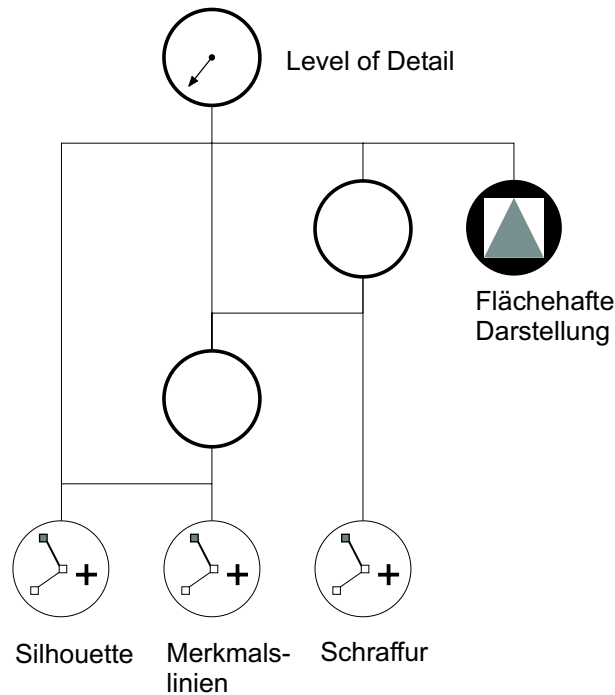 Level of Detail
Flächehafte
Darstellung
Silhouette
Merkmals-
linien
Schraffur